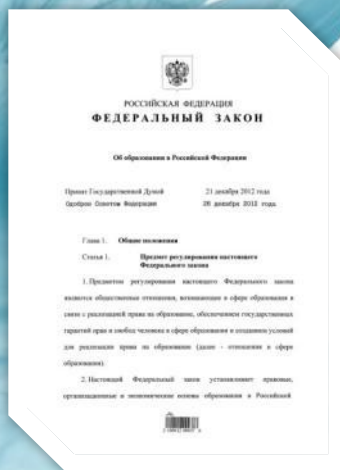 РОССИЙСКАЯ ФЕДЕРАЦИЯ
ФЕДЕРАЛЬНЫЙ ЗАКОН
Об образовании в Российской Федерации
Принят Государственной Думой 21 декабря 2012 года
Одобрен Советом Федерации 26 декабря 2012 года
Глава 1. Общие положения
Статья 1. Предмет регулирования настоящего
Федерального закона
1. Предметом регулирования настоящего Федерального закона
являются общественные отношения, возникающие в сфере образования в
связи с реализацией права на образование, обеспечением государственных
гарантий прав и свобод человека в сфере образования и созданием условий
для реализации права на образование (далее - отношения в сфере
образования).
2. Настоящий Федеральный закон устанавливает правовые,
организационные и экономические основы образования в Российской